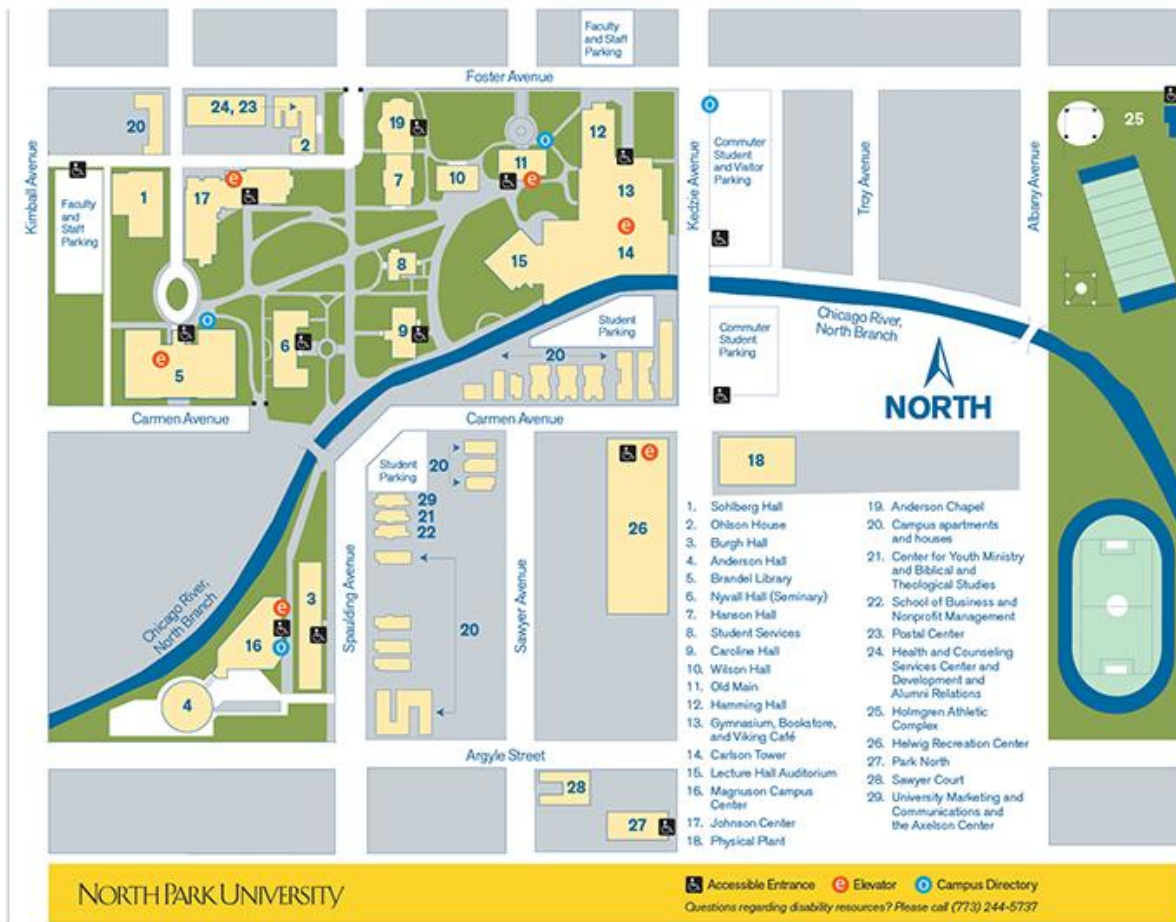 Faculty
and Staff
Parking
Foster Avenue
Kimball Avenue
20
24, 23
2
19
11
12
Commuter
Student
and Visitor
Parking
Kedzie Avenue
Troy Avenue
Albany Avenue
25
Faculty
and
Staff
Parking
1
17
e
7
10
e
13
e
14
15
8
Student
Parking
Chicago River,
North Branch
Commuter
Student
Parking
e
5
6
9
20
NORTH
Carmen Avenue
Carmen Avenue
Student
Parking
20
29
21
22
e
26
18
Chicago River,
North Branch
Spaulding Avenue
Sawyer Avenue
20
e
3
16
4
Argyle Street
28
27
1. Sohlberg Hall
2. Ohlson House
3. Burgh Hall
4. Anderson Hall
5. Brandel Library
6. Nyvall Hall (Seminary)
7. Hanson Hall
8. Student Services
9. Caroline Hall
10. Wilson Hall
11. Old Main
12. Hamming Hall
13. Gymnasium, Bookstore,
and Viking Café
14. Carlson Tower
15. Lecture Hall Auditorium
16. Magnuson Campus
Center
17. Johnson Center
18. Physical Plant
19. Anderson Chapel
20. Campus apartments
and houses
21. Center for Youth Ministry
and Biblical and
Theological Studies
22. School of Business and
Nonprofit Management
23. Postal Center
24. Health and Counseling
Services Center and
Development and
Alumni Relations
25. Holmgren Athletic
Complex
26. Helwig Recreation Center
27. Park North
28. Sawyer Court
29. University Marketing and
Communications and
the Axelson Center
NORTH PARK UNIVERSITY
Accessible Entrance e Elevator Campus Directory
Questions regarding disability resources? Please call (773) 244-5737